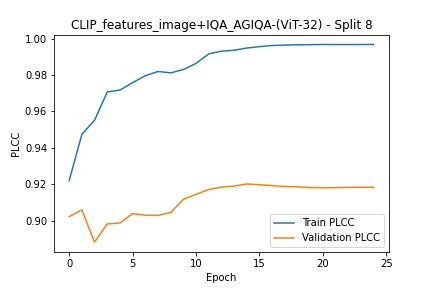 CLIP_features_image+IQA_AGIQA-(ViT-32) - Split 8
1.00
0.98
0.96
0.94
0.92
0.90
PLCC
Train PLCC
Validation PLCC
0 5 10 15 20 25
Epoch